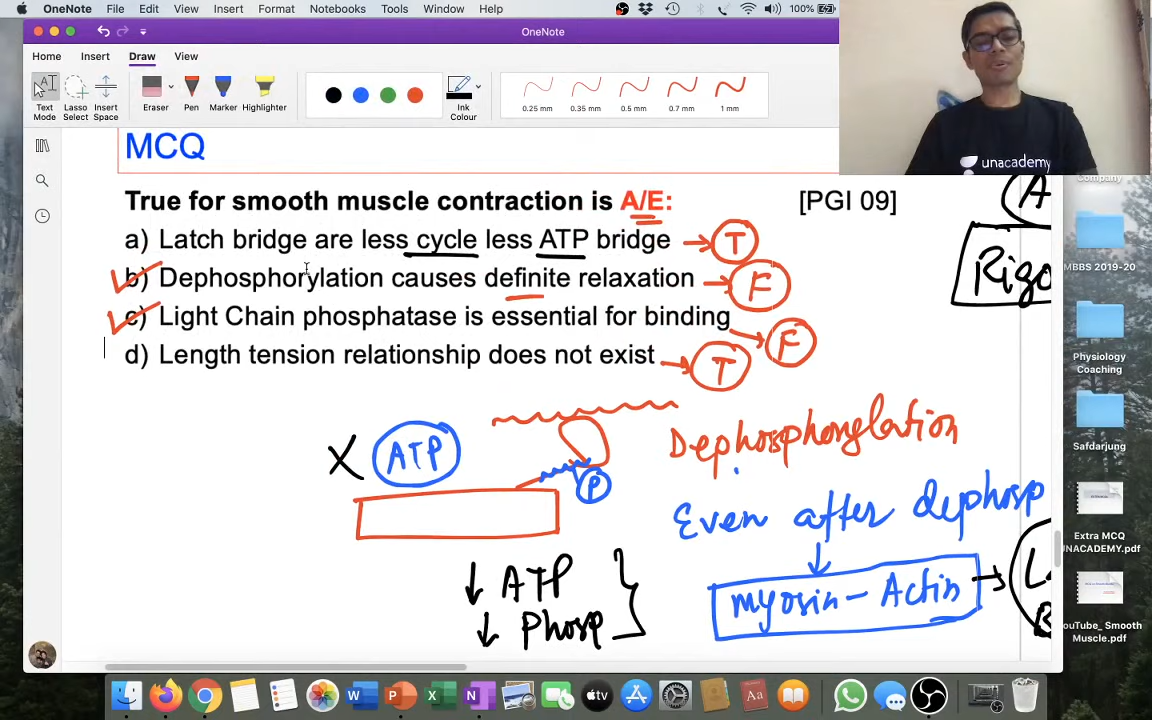 OneNote File Edit View Insert Format Notebooks Tools Window Help 100%
OneNote
Home Insert Draw View
Text Mode
Lasso Select
Insert Space
Eraser
Pen
Marker
Highlighter
Ink Colour
0.25 mm 0.35 mm 0.5 mm 0.7 mm 1 mm
unacademy
MCQ
True for smooth muscle contraction is A/E: [PGI 09]
a) Latch bridge are less cycle less ATP bridge → T
b) Dephosphorylation causes definite relaxation → F
c) Light Chain phosphatase is essential for binding → F
d) Length tension relationship does not exist → T
X ATP
P
Dephosphorylation
Even after dephosp
↓ ATP
↓ Phosp
myosin - Actin →
A
Rigo
L
B
Company
MBBS 2019-20
Physiology Coaching
Safdarjung
Extra MCQ
UNACADEMY.pdf
YouTube_ Smooth
Muscle.pdf